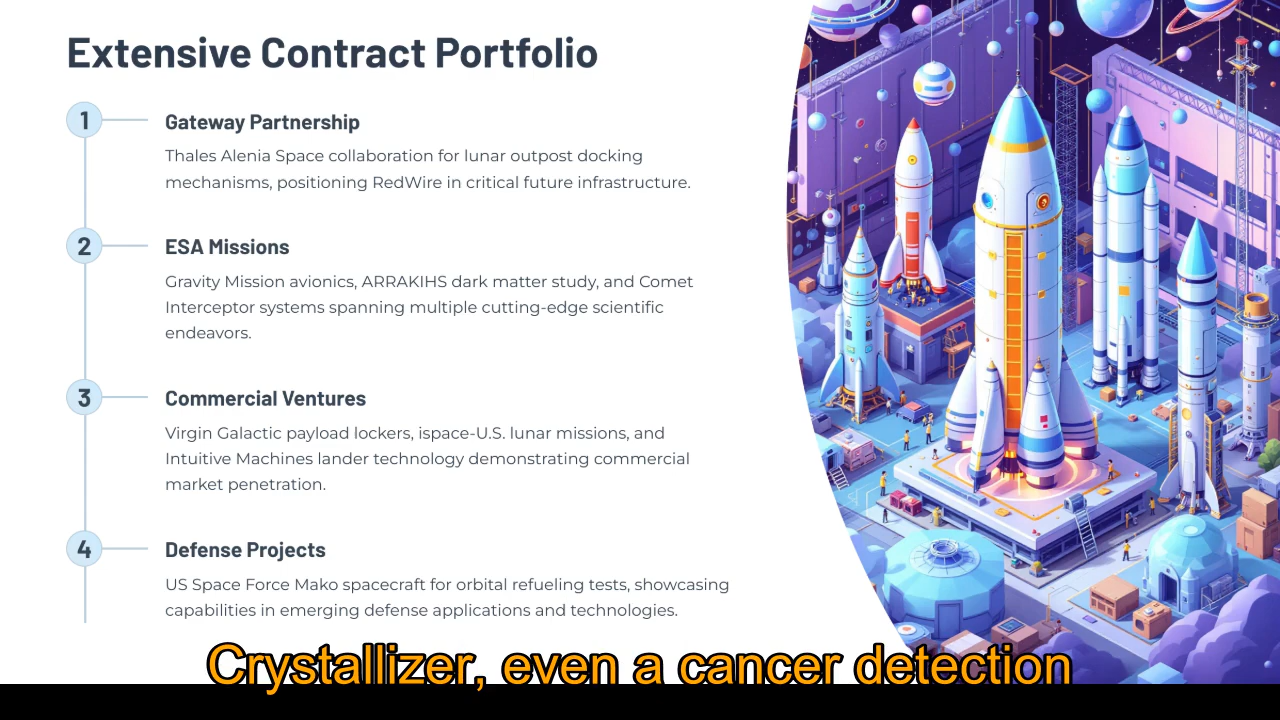 Extensive Contract Portfolio
1
Gateway Partnership
Thales Alenia Space collaboration for lunar outpost docking
mechanisms, positioning RedWire in critical future infrastructure.
2
ESA Missions
Gravity Mission avionics, ARRAKIHS dark matter study, and Comet
Interceptor systems spanning multiple cutting-edge scientific
endeavors.
3
Commercial Ventures
Virgin Galactic payload lockers, ispace-U.S. lunar missions, and
Intuitive Machines lander technology demonstrating commercial
market penetration.
4
Defense Projects
US Space Force Mako spacecraft for orbital refueling tests, showcasing
capabilities in emerging defense applications and technologies.
Crystallizer, even a cancer detection